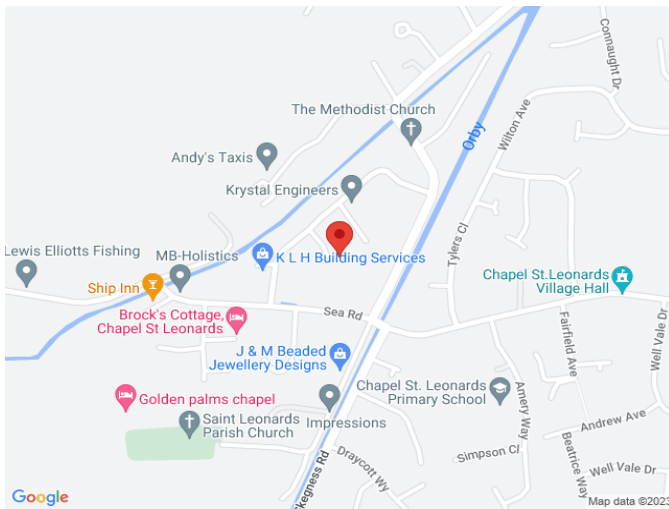 Connaught Dr
The Methodist Church
Orby
Wilton Ave
Andy's Taxis
Krystal Engineers
Tylers Cl
Lewis Elliotts Fishing
MB-Holistics
K L H Building Services
Ship Inn
Chapel St.Leonards
Village Hall
Brock's Cottage,
Chapel St Leonards
Sea Rd
Fairfield Ave
Well Vale Dr
J & M Beaded
Jewellery Designs
Chapel St. Leonards
Primary School
Golden palms chapel
Amery Way
Saint Leonards
Parish Church
Impressions
Andrew Ave
Beatrice Way
Simpson Cl
Draycott Wy
Skegness Rd
Well Vale Dr
Google
Map data ©2023